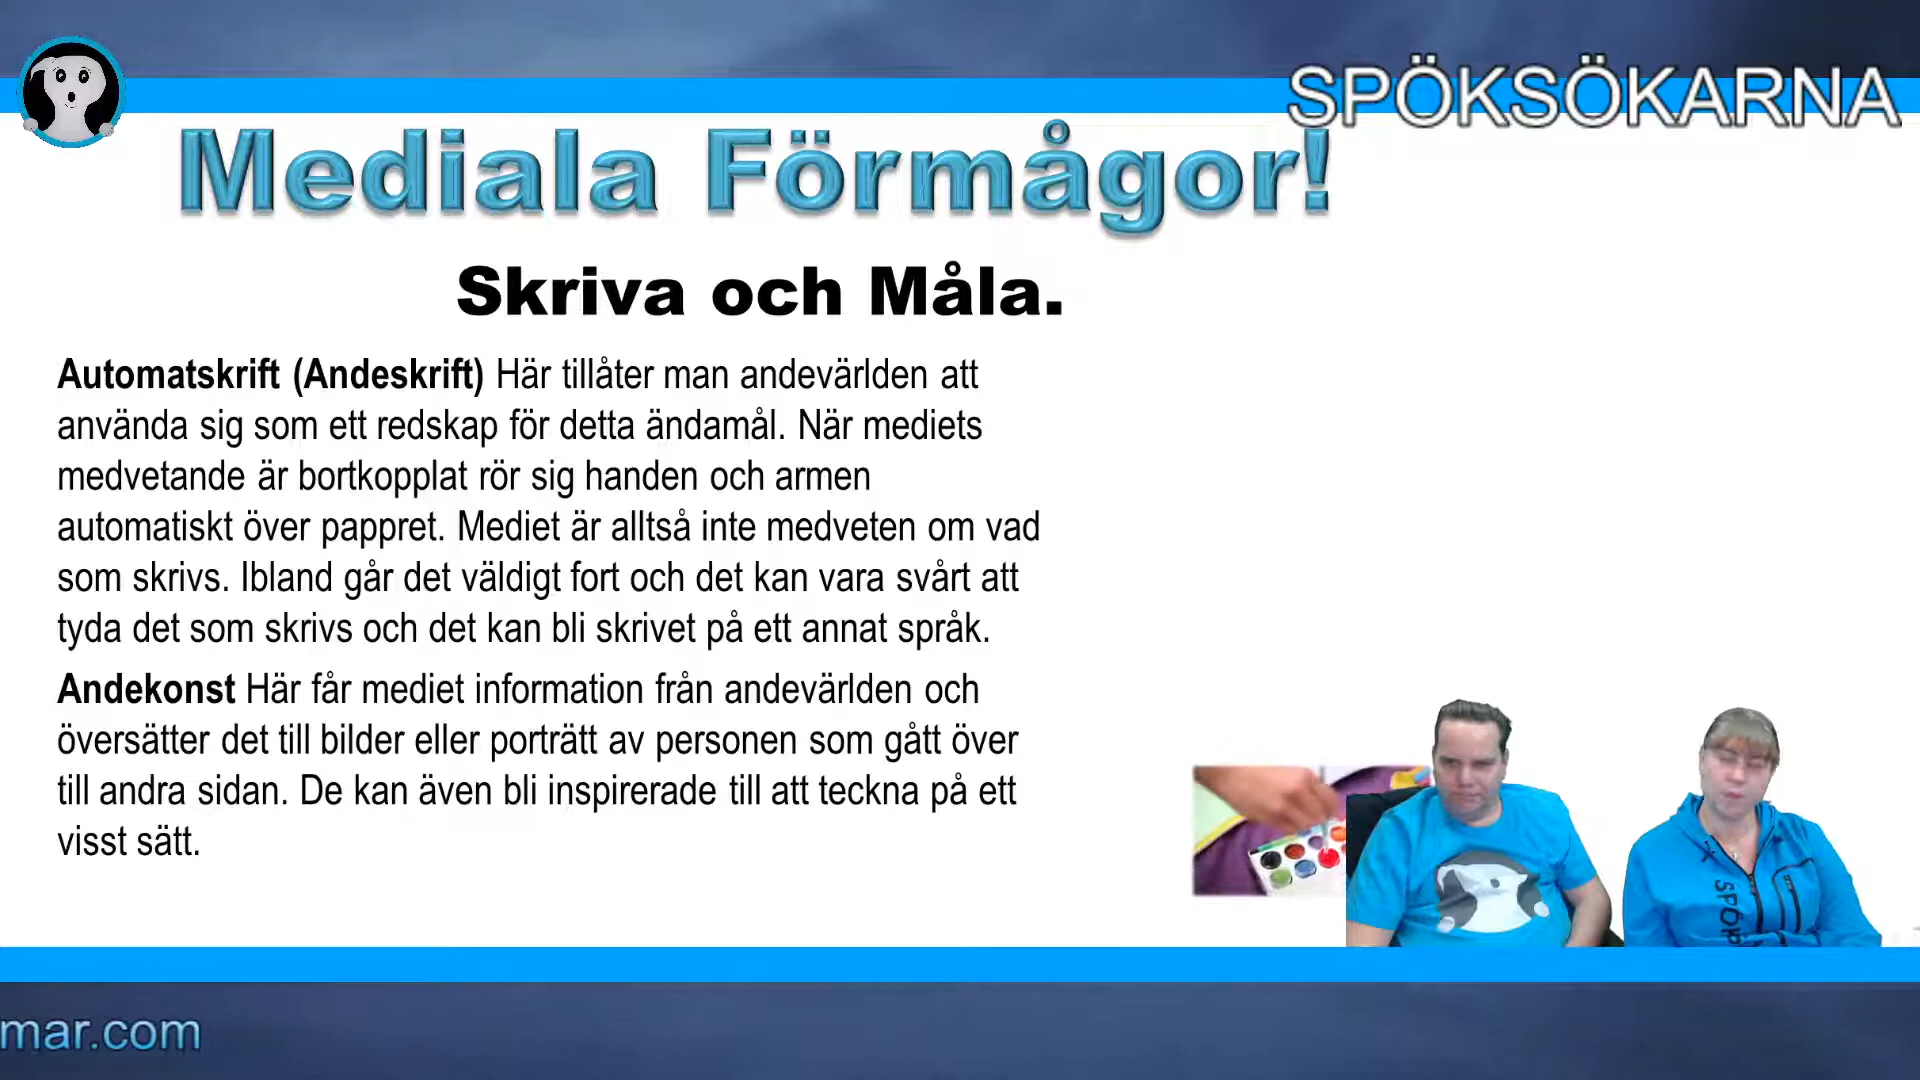 SPÖKSÖKARNA
Mediala Förmågor!
Skriva och Måla.
Automatskrift (Andeskrift) Här tillåter man andevärlden att
använda sig som ett redskap för detta ändamål. När mediets
medvetande är bortkopplat rör sig handen och armen
automatiskt över pappret. Mediet är alltså inte medveten om vad
som skrivs. Ibland går det väldigt fort och det kan vara svårt att
tyda det som skrivs och det kan bli skrivet på ett annat språk.
Andekonst Här får mediet information från andevärlden och
översätter det till bilder eller porträtt av personen som gått över
till andra sidan. De kan även bli inspirerade till att teckna på ett
visst sätt.
SPÖK
mar.com